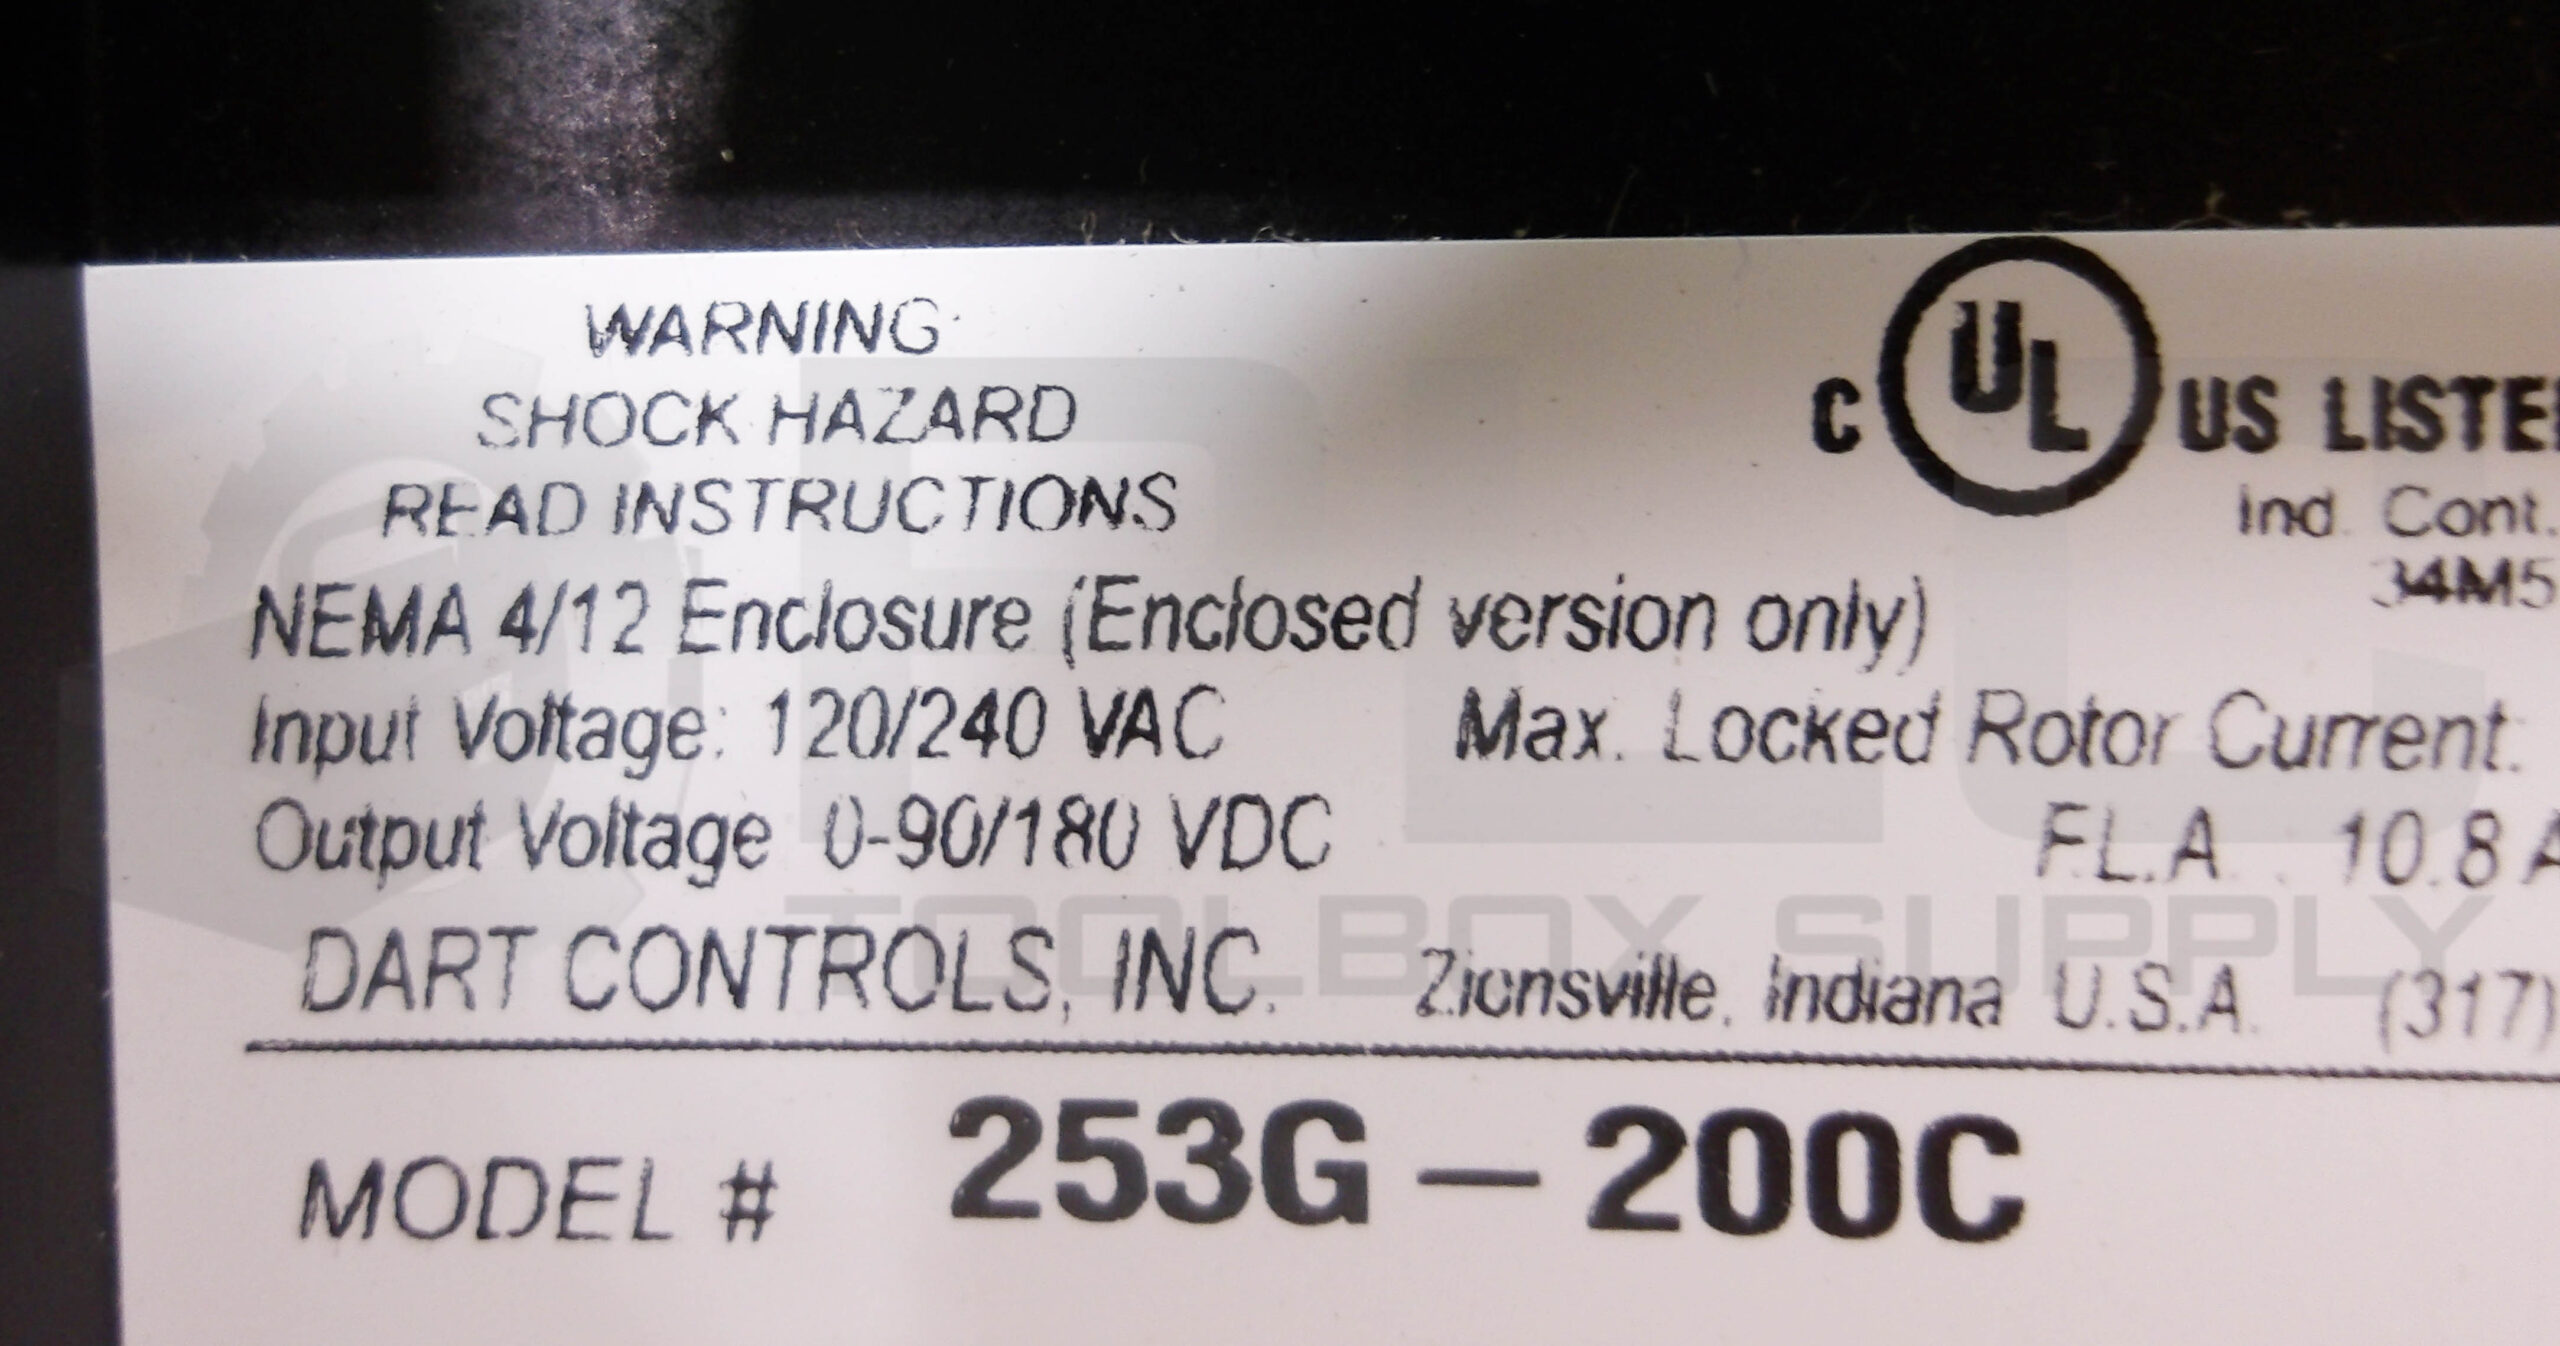 WARNING
SHOCK HAZARD
READ INSTRUCTIONS
C UL US LISTE
Ind. Cont.
34M5
NEMA 4/12 Enclosure (Enclosed version only)
Input Voltage: 120/240 VAC Max. Locked Rotor Current:
Output Voltage 0-90/180 VDC F.L.A. : 10.8 A
DART CONTROLS, INC. Zionsville, Indiana U.S.A. (317)
MODEL # 253G-200C
TOOLBOX SUPPLY